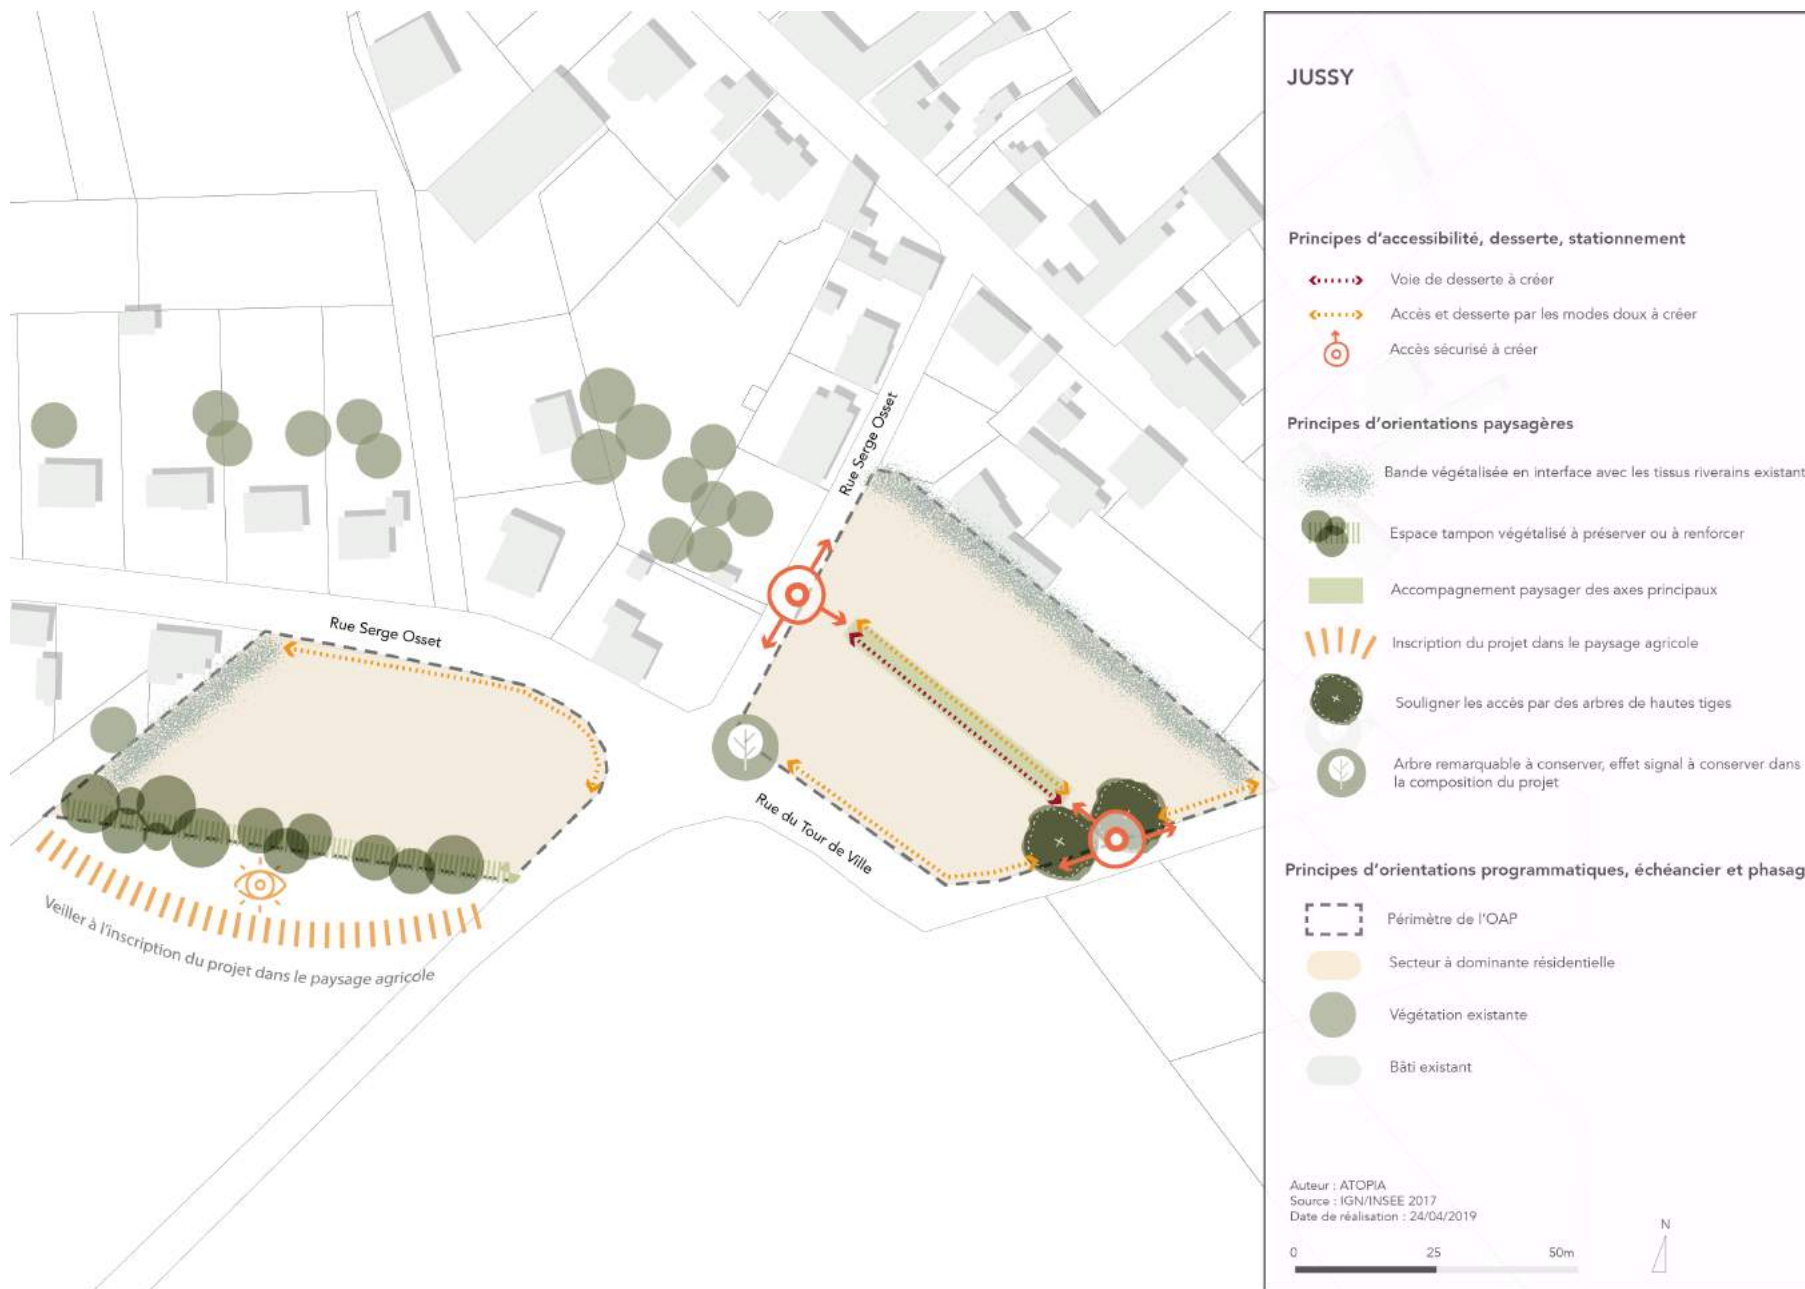 JUSSY
Principes d'accessibilité, desserte, stationnement
Voie de desserte à créer
Accès et desserte par les modes doux à créer
Accès sécurisé à créer
Principes d'orientations paysagères
Bande végétalisée en interface avec les tissus riverains existant
Espace tampon végétalisé à préserver ou à renforcer
Accompagnement paysager des axes principaux
Inscription du projet dans le paysage agricole
Souligner les accès par des arbres de hautes tiges
Arbre remarquable à conserver, effet signal à conserver dans
la composition du projet
Principes d'orientations programmatiques, échéancier et phasag
Périmètre de l'OAP
Secteur à dominante résidentielle
Végétation existante
Bâti existant
Auteur : ATOPIA
Source : IGN/INSEE 2017
Date de réalisation : 24/04/2019
N
0 25 50m
Rue Serge Osset
Rue Serge Osset
Rue du Tour de Ville
Veiller à l'inscription du projet dans le paysage agricole